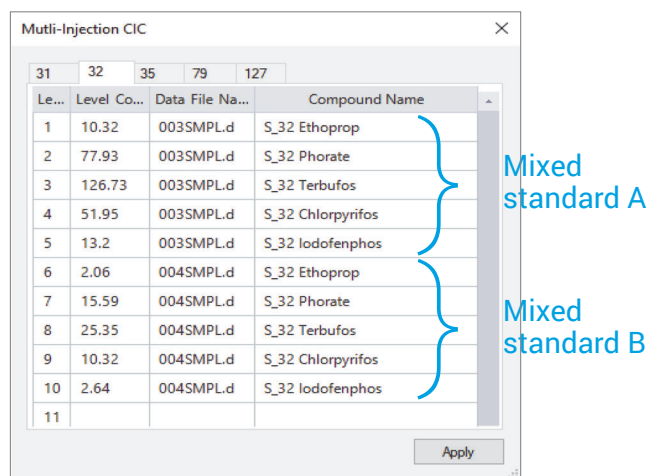 Mutli-Injection CIC
31 32 35 79 127
Le... Level Co... Data File Na... Compound Name
1 10.32 003SMPL.d S_32 Ethoprop
2 77.93 003SMPL.d S_32 Phorate
3 126.73 003SMPL.d S_32 Terbufos
4 51.95 003SMPL.d S_32 Chlorpyrifos
5 13.2 003SMPL.d S_32 Iodofenphos
6 2.06 004SMPL.d S_32 Ethoprop
7 15.59 004SMPL.d S_32 Phorate
8 25.35 004SMPL.d S_32 Terbufos
9 10.32 004SMPL.d S_32 Chlorpyrifos
10 2.64 004SMPL.d S_32 Iodofenphos
11
Mixed
standard A
Mixed
standard B
Apply